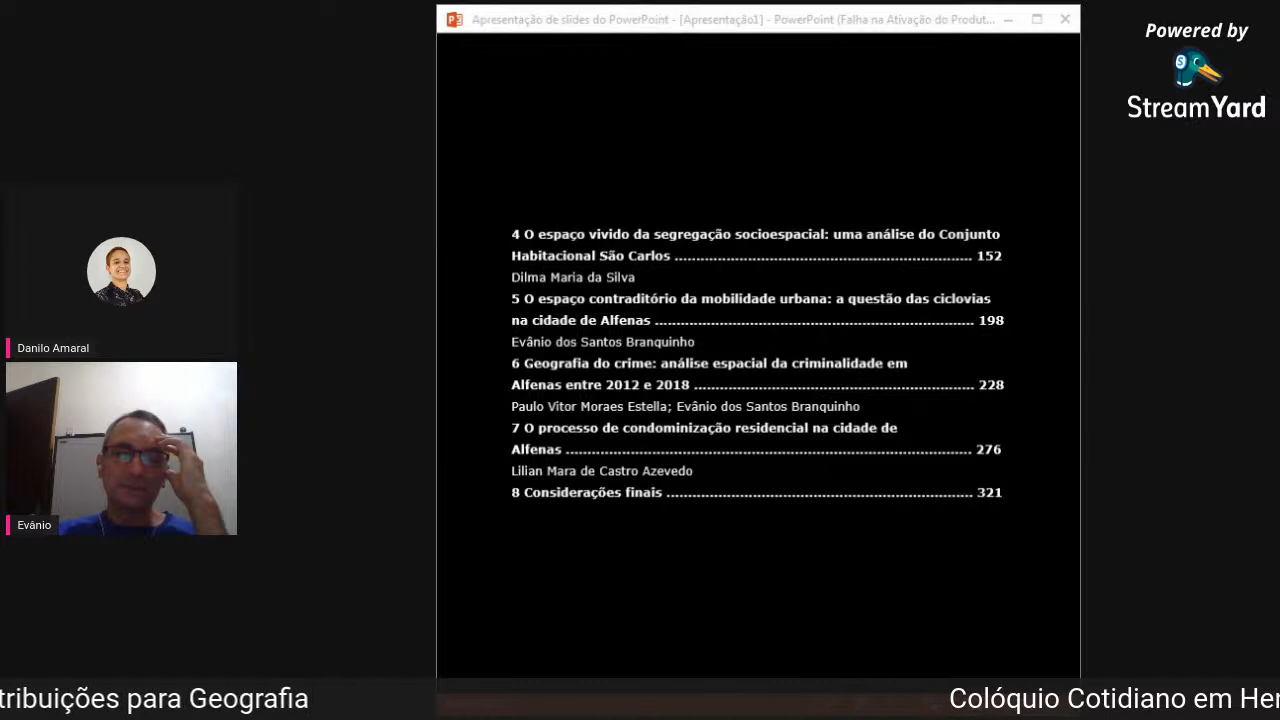 Apresentação de slides do PowerPoint - [Apresentação1] - PowerPoint (Falha na Ativação do Produt...
Powered by
StreamYard
4 O espaço vivido da segregação socioespacial: uma análise do Conjunto
Habitacional São Carlos ........................................................................ 152
Dilma Maria da Silva
5 O espaço contraditório da mobilidade urbana: a questão das ciclovias
na cidade de Alfenas ............................................................................. 198
Evânio dos Santos Branquinho
6 Geografia do crime: análise espacial da criminalidade em
Alfenas entre 2012 e 2018 .................................................................... 228
Paulo Vitor Moraes Estella; Evânio dos Santos Branquinho
7 O processo de condominização residencial na cidade de
Alfenas .................................................................................................. 276
Lilian Mara de Castro Azevedo
8 Considerações finais .......................................................................... 321
Danilo Amaral
Evânio
tribuições para Geografia
Colóquio Cotidiano em Her